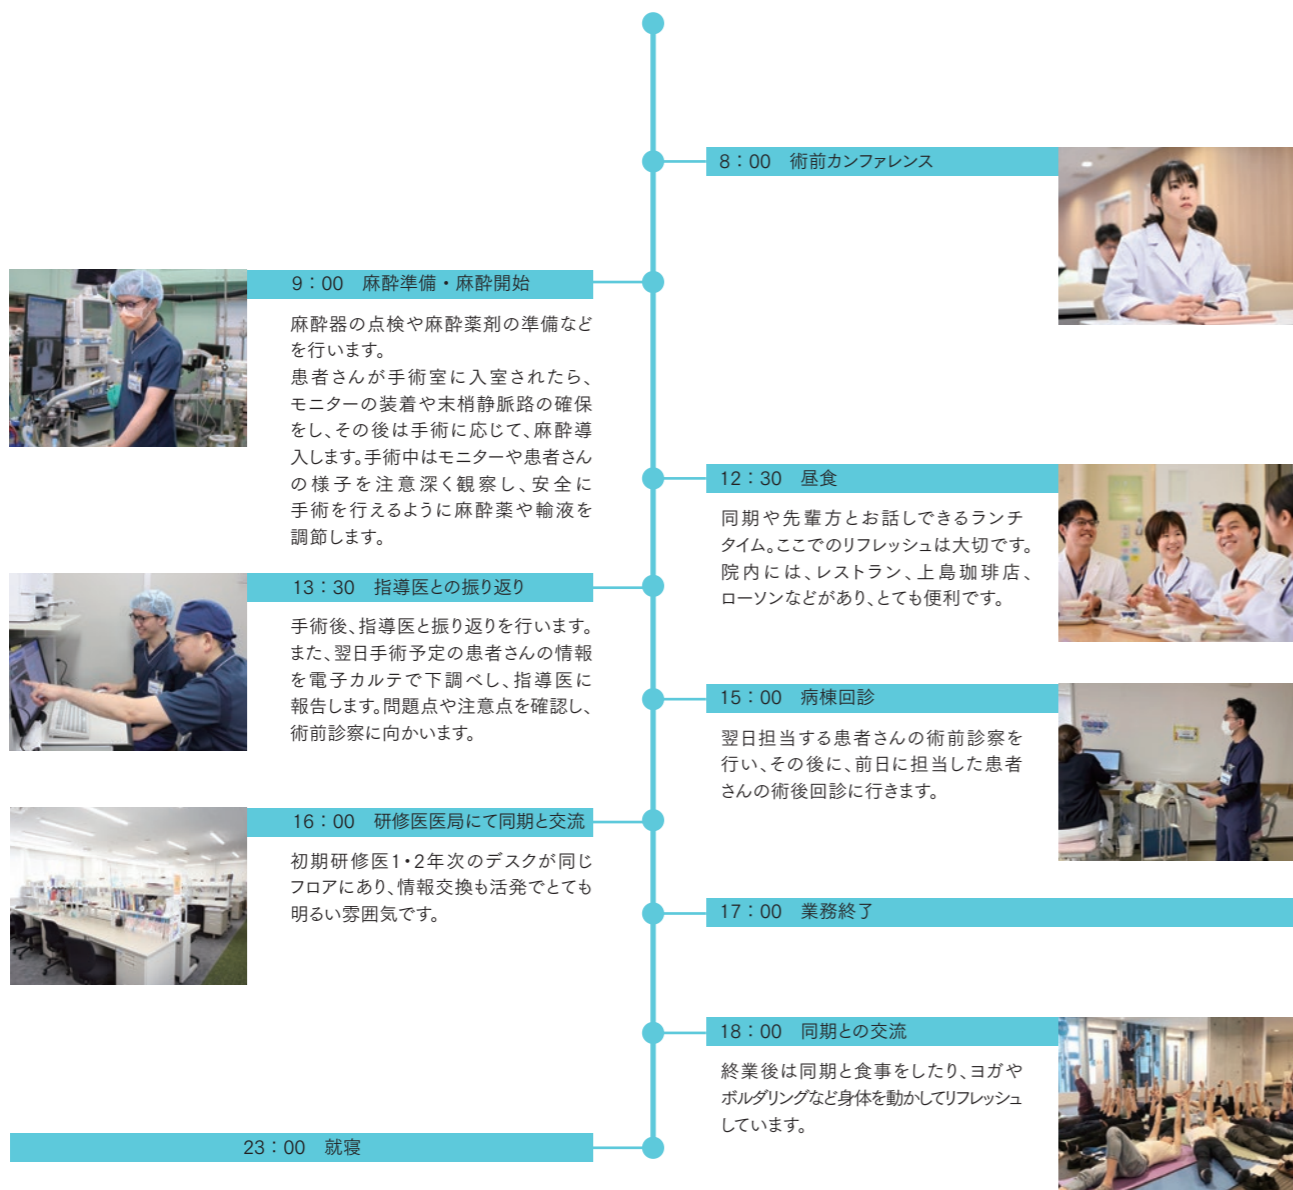 8：00　術前カンファレンス
9：00　麻酔準備・麻酔開始
麻酔器の点検や麻酔薬剤の準備など
を行います。
患者さんが手術室に入室されたら、
モニターの装着や末梢静脈路の確保
をし、その後は手術に応じて、麻酔導
入します。手術中はモニターや患者さん
の様子を注意深く観察し、安全に
手術を行えるように麻酔薬や輸液を
調節します。
12：30　昼食
同期や先輩方とお話しできるランチ
タイム。ここでのリフレッシュは大切です。
院内には、レストラン、上島珈琲店、
ローソンなどがあり、とても便利です。
13：30　指導医との振り返り
手術後、指導医と振り返りを行います。
また、翌日手術予定の患者さんの情報
を電子カルテで下調べし、指導医に
報告します。問題点や注意点を確認し、
術前診察に向かいます。
15：00　病棟回診
翌日担当する患者さんの術前診察を
行い、その後に、前日に担当した患者
さんの術後回診に行きます。
16：00　研修医医局にて同期と交流
初期研修医1・2年次のデスクが同じ
フロアにあり、情報交換も活発でとても
明るい雰囲気です。
17：00　業務終了
18：00　同期との交流
終業後は同期と食事をしたり、ヨガや
ボルダリングなど身体を動かしてリフレッシュ
しています。
23：00　就寝